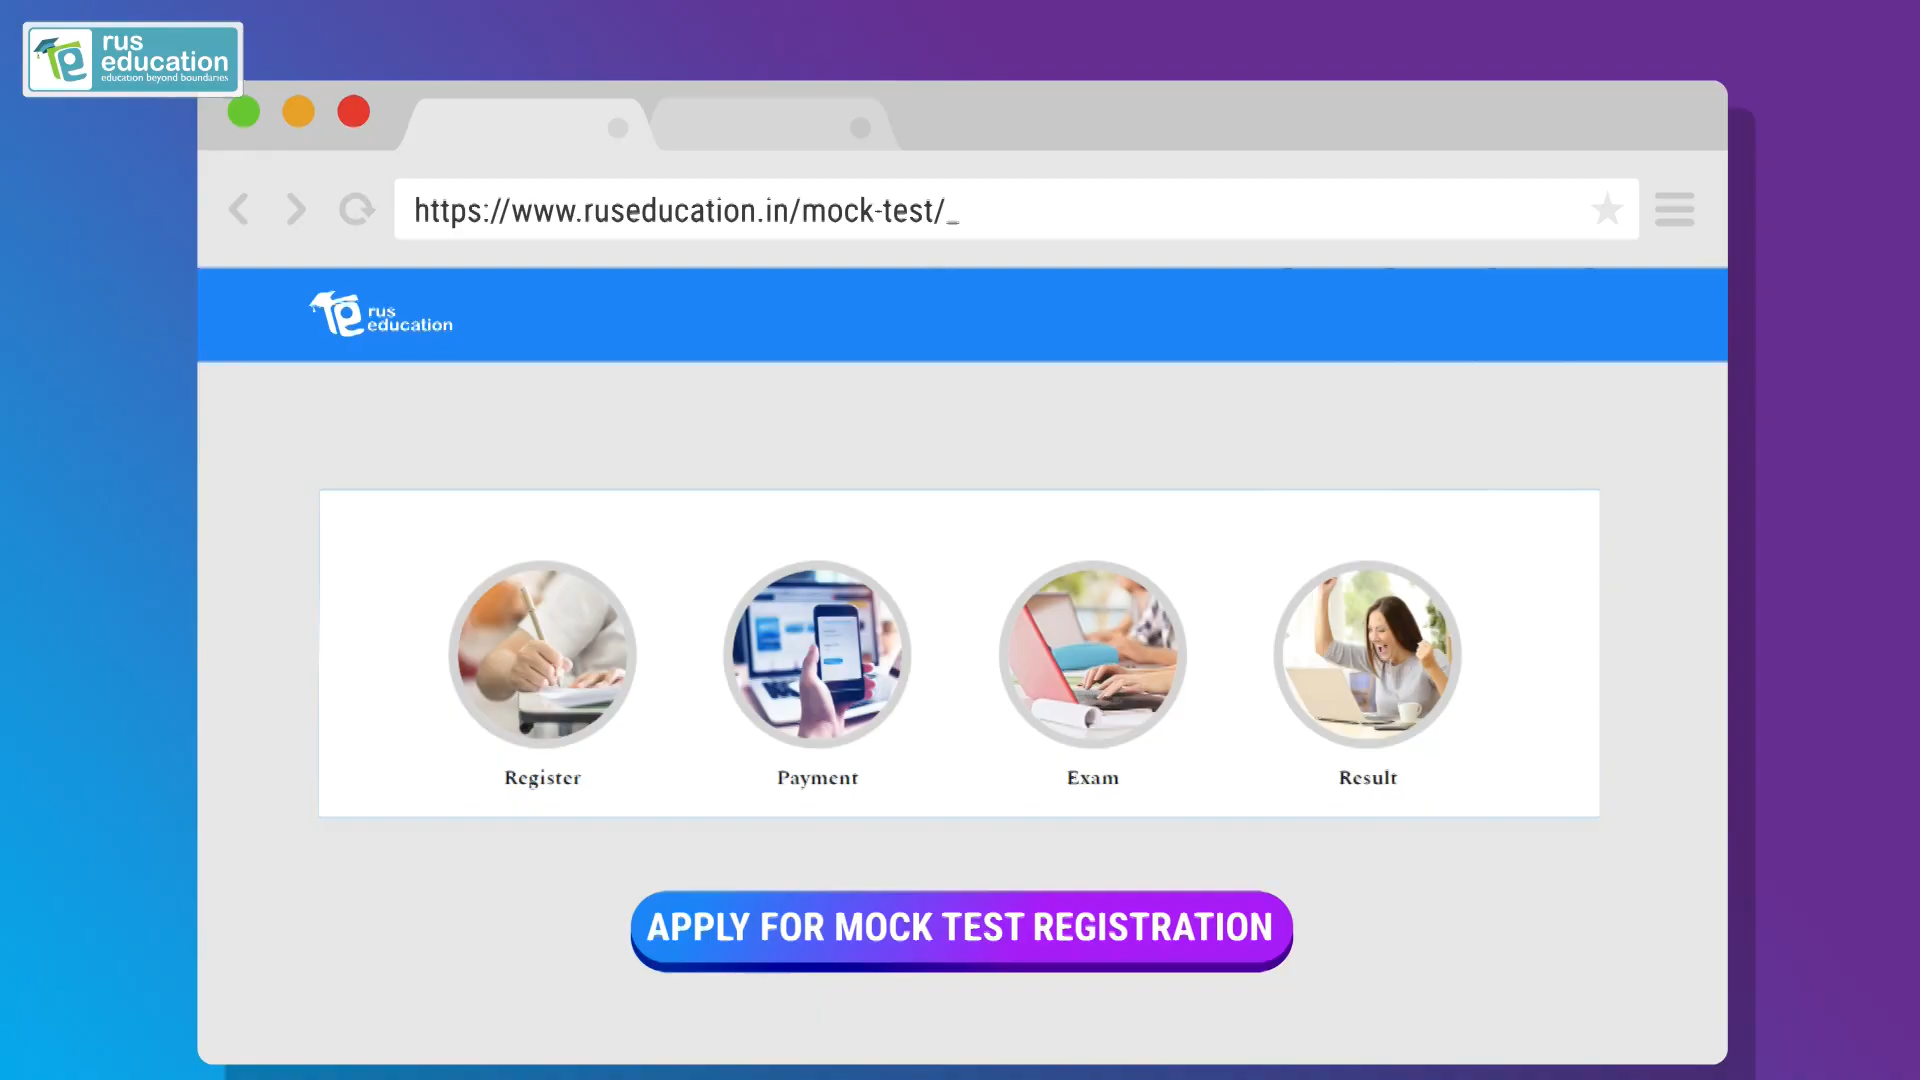 rus
education
education beyond boundaries
https://www.ruseducation.in/mock-test/_
rus
education
Register
Payment
Exam
Result
APPLY FOR MOCK TEST REGISTRATION